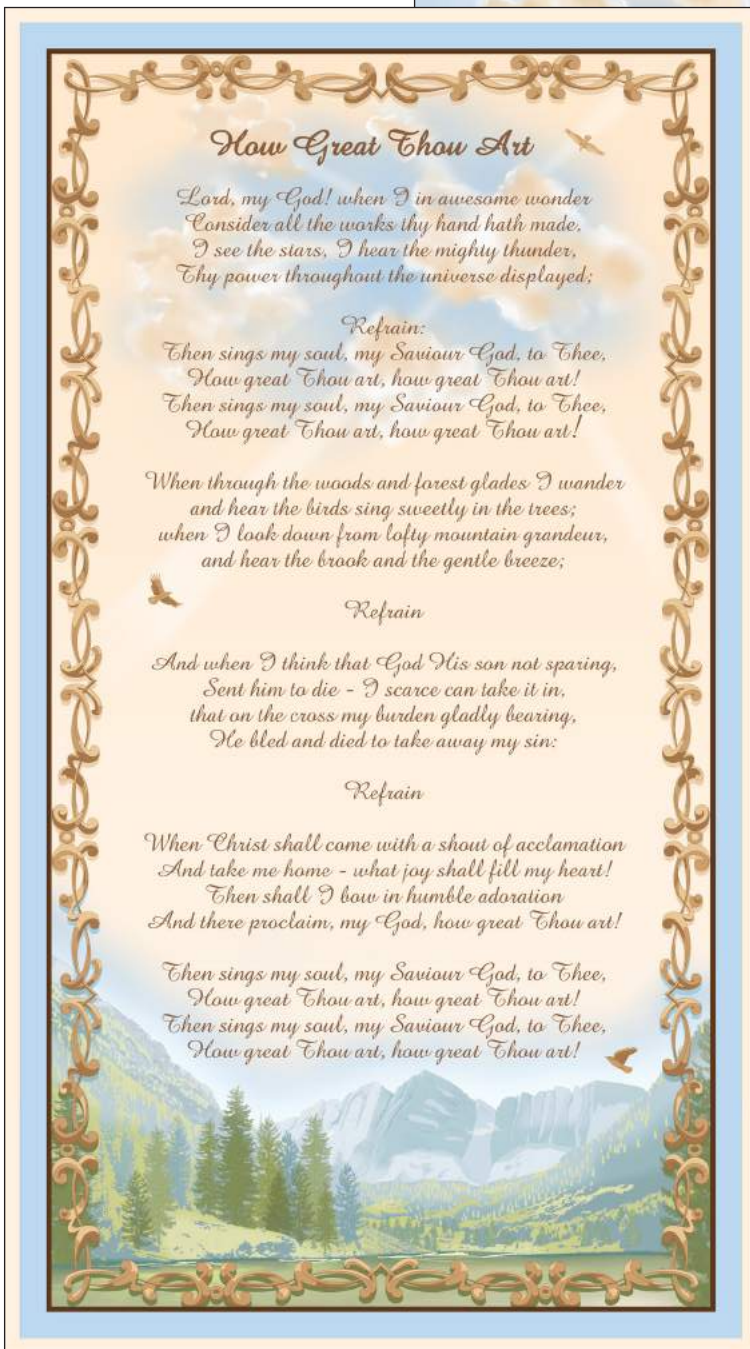 How Great Thou Art
Lord, my God! when I in awesome wonder
Consider all the works thy hand hath made.
I see the stars, I hear the mighty thunder,
Thy power throughout the universe displayed;
Refrain:
Then sings my soul, my Saviour God, to Thee,
How great Thou art, how great Thou art!
Then sings my soul, my Saviour God, to Thee,
How great Thou art, how great Thou art!
When through the woods and forest glades I wander
and hear the birds sing sweetly in the trees;
when I look down from lofty mountain grandeur,
and hear the brook and the gentle breeze;
Refrain
And when I think that God His son not sparing,
Sent him to die - I scarce can take it in,
that on the cross my burden gladly bearing,
He bled and died to take away my sin:
Refrain
When Christ shall come with a shout of acclamation
And take me home - what joy shall fill my heart!
Then shall I bow in humble adoration
And there proclaim, my God, how great Thou art!
Then sings my soul, my Saviour God, to Thee,
How great Thou art, how great Thou art!
Then sings my soul, my Saviour God, to Thee,
How great Thou art, how great Thou art!